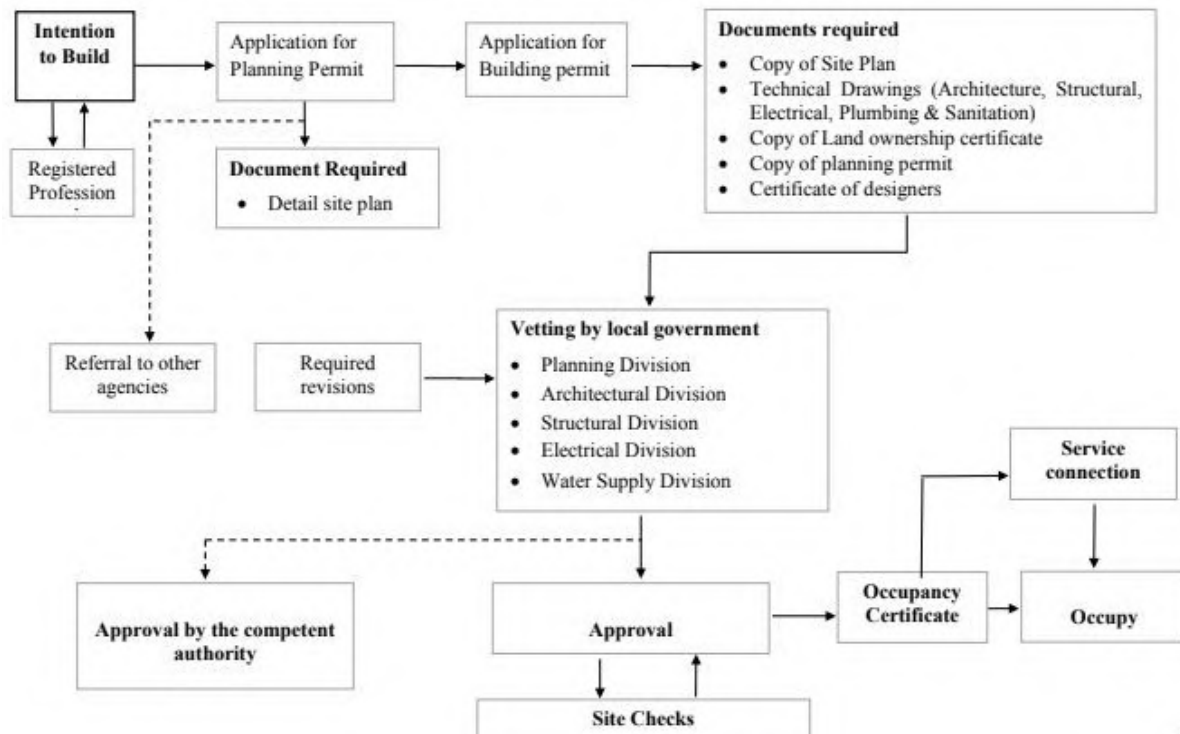 Intention
to Build
Application for
Planning Permit
Application for
Building permit
Documents required
• Copy of Site Plan
• Technical Drawings (Architecture, Structural,
Electrical, Plumbing & Sanitation)
• Copy of Land ownership certificate
• Copy of planning permit
• Certificate of designers
Registered
Profession
Document Required
• Detail site plan
Referral to other
agencies
Required
revisions
Vetting by local government
• Planning Division
• Architectural Division
• Structural Division
• Electrical Division
• Water Supply Division
Service
connection
Approval by the competent
authority
Approval
Occupancy
Certificate
Occupy
Site Checks